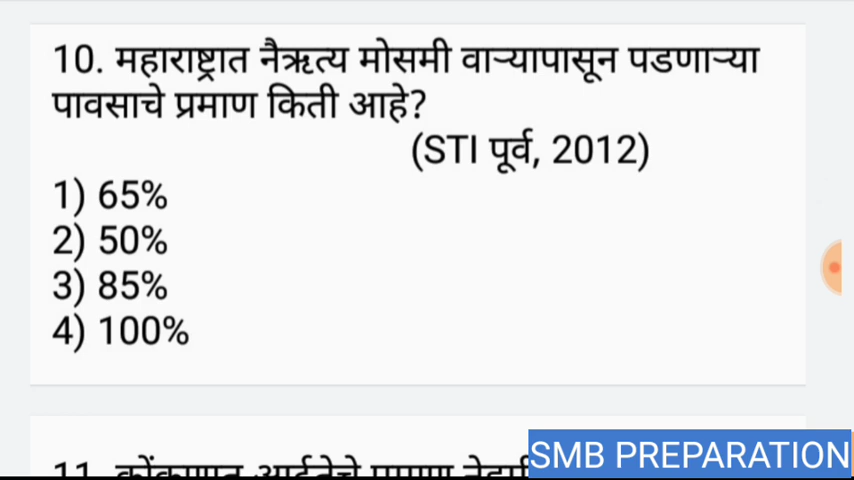 10. महाराष्ट्रात नैऋत्य मोसमी वाऱ्यापासून पडणाऱ्या
पावसाचे प्रमाण किती आहे?
(STI पूर्व, 2012)
1) 65%
2) 50%
3) 85%
4) 100%
11.
SMB PREPARATION